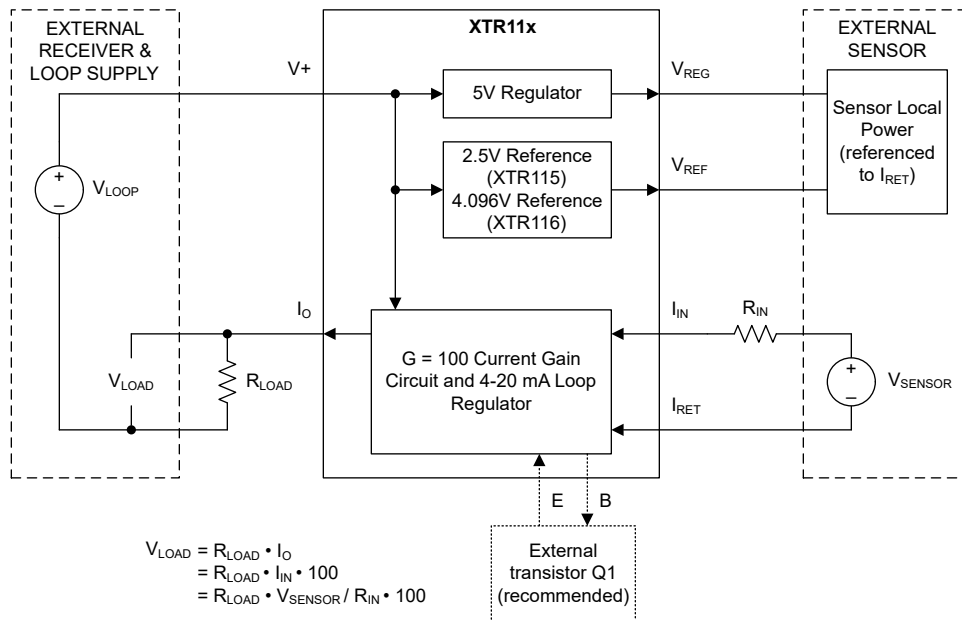 EXTERNAL
RECEIVER &
LOOP SUPPLY
XTR11x
EXTERNAL
SENSOR
V+
5V Regulator
VREG
Sensor Local
Power
(referenced
to IRET)
2.5V Reference
(XTR115)
4.096V Reference
(XTR116)
VREF
+
VLOOP
–
IO
IIN
RIN
G = 100 Current Gain
Circuit and 4-20 mA Loop
Regulator
VLOAD
RLOAD
+
VSENSOR
–
IRET
E
B
External
transistor Q1
(recommended)
VLOAD = RLOAD • IO
= RLOAD • IIN • 100
= RLOAD • VSENSOR / RIN • 100